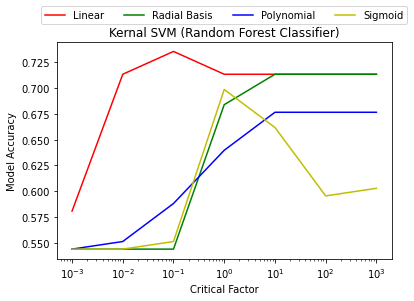 Linear Radial Basis Polynomial Sigmoid
Kernal SVM (Random Forest Classifier)
Model Accuracy
0.725
0.700
0.675
0.650
0.625
0.600
0.575
0.550
10⁻³ 10⁻² 10⁻¹ 10⁰ 10¹ 10² 10³
Critical Factor